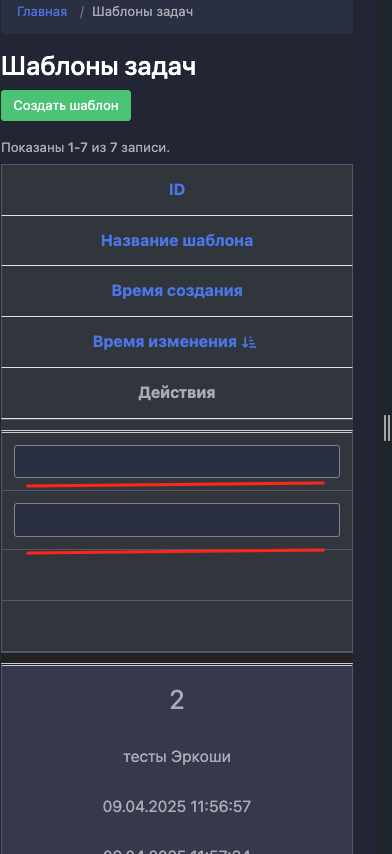 Главная / Шаблоны задач
Шаблоны задач
Создать шаблон
Показаны 1-7 из 7 записи.
ID
Название шаблона
Время создания
Время изменения
Действия
2
тесты Эркоши
09.04.2025 11:56:57